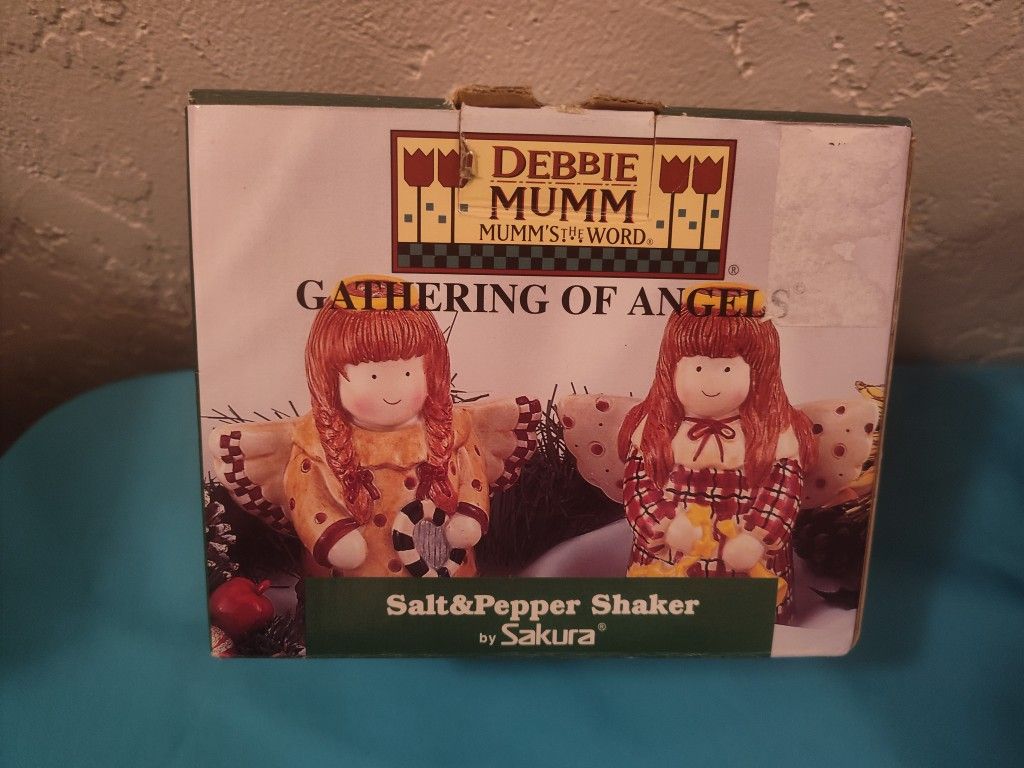 DEBBIE
MUMM
MUMM'S THE WORD®
®
GATHERING OF ANGELS©
Salt&Pepper Shaker
by Sakura®